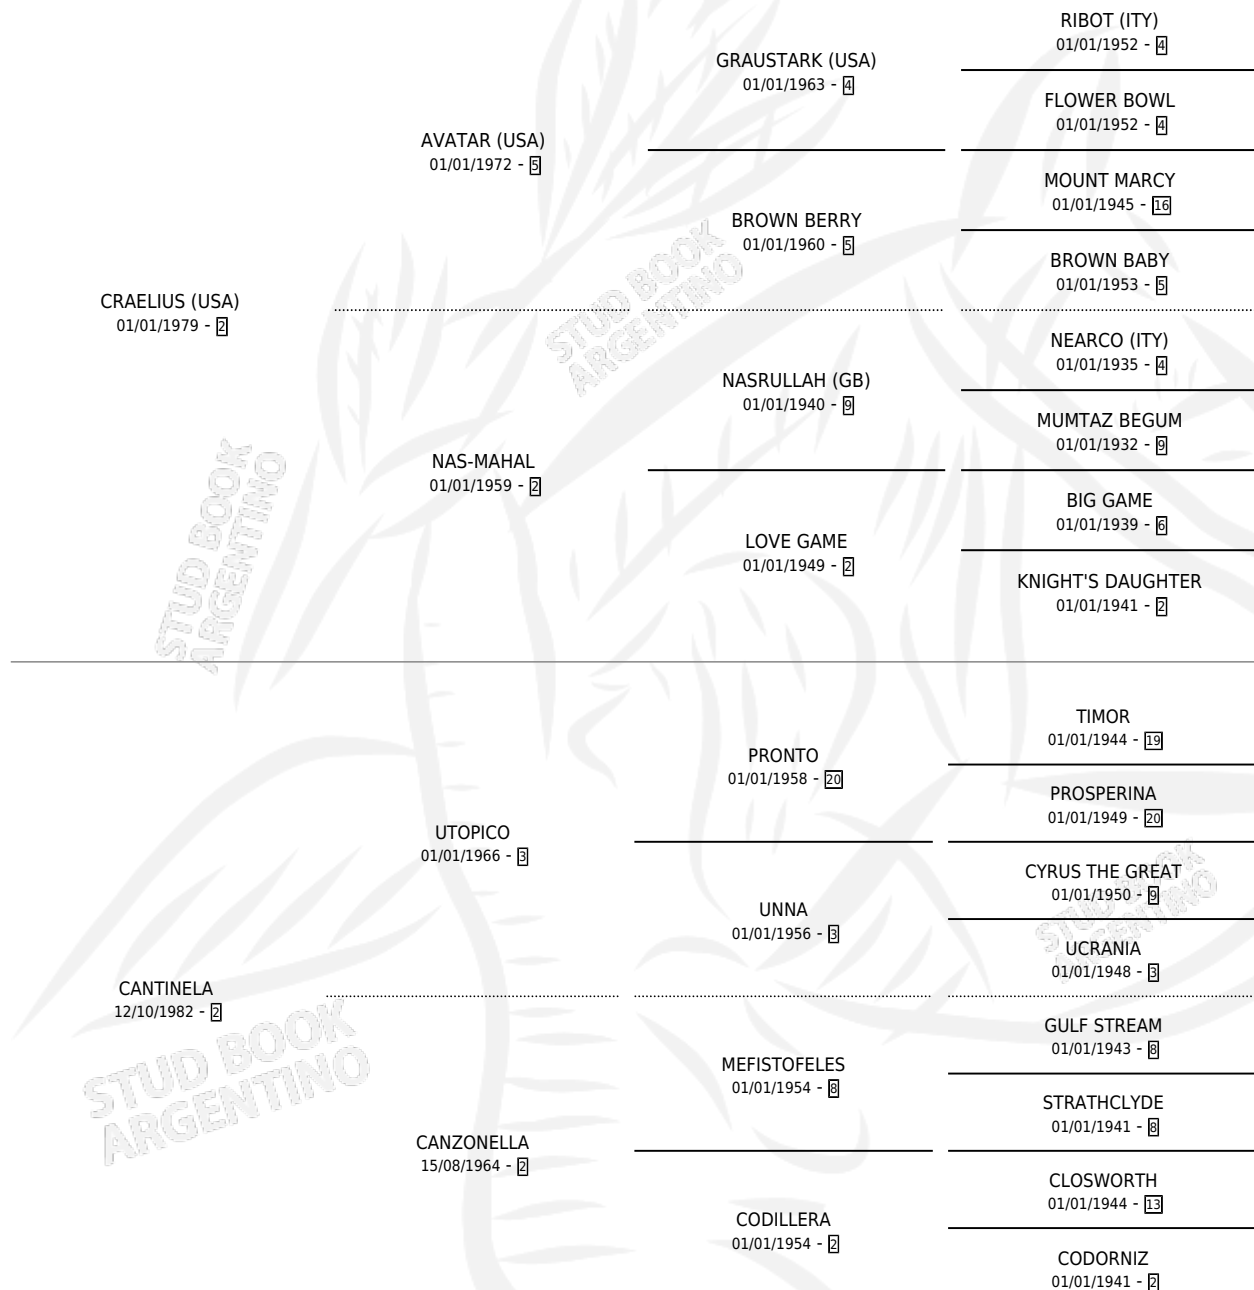 RIBOT (ITY)
01/01/1952 - 4
GRAUSTARK (USA)
01/01/1963 - 4
FLOWER BOWL
01/01/1952 - 4
AVATAR (USA)
01/01/1972 - 5
MOUNT MARCY
01/01/1945 - 16
BROWN BERRY
01/01/1960 - 5
BROWN BABY
01/01/1953 - 5
CRAELIUS (USA)
01/01/1979 - 2
STUD BOOK
ARGENTINO
NEARCO (ITY)
01/01/1935 - 4
NASRULLAH (GB)
01/01/1940 - 9
MUMTAZ BEGUM
01/01/1932 - 9
NAS-MAHAL
01/01/1959 - 2
STUD BOOK
ARGENTINO
BIG GAME
01/01/1939 - 6
LOVE GAME
01/01/1949 - 2
KNIGHT'S DAUGHTER
01/01/1941 - 2
TIMOR
01/01/1944 - 19
PRONTO
01/01/1958 - 20
PROSPERINA
01/01/1949 - 20
UTOPICO
01/01/1966 - 3
CYRUS THE GREAT
01/01/1950 - 9
STUD BOOK
ARGENTINO
UNNA
01/01/1956 - 3
UCRANIA
01/01/1948 - 3
CANTINELA
12/10/1982 - 2
STUD BOOK
ARGENTINO
GULF STREAM
01/01/1943 - 8
MEFISTOFELES
01/01/1954 - 8
STRATHCLYDE
01/01/1941 - 8
CANZONELLA
15/08/1964 - 2
CLOSWORTH
01/01/1944 - 13
CODILLERA
01/01/1954 - 2
CODORNIZ
01/01/1941 - 2